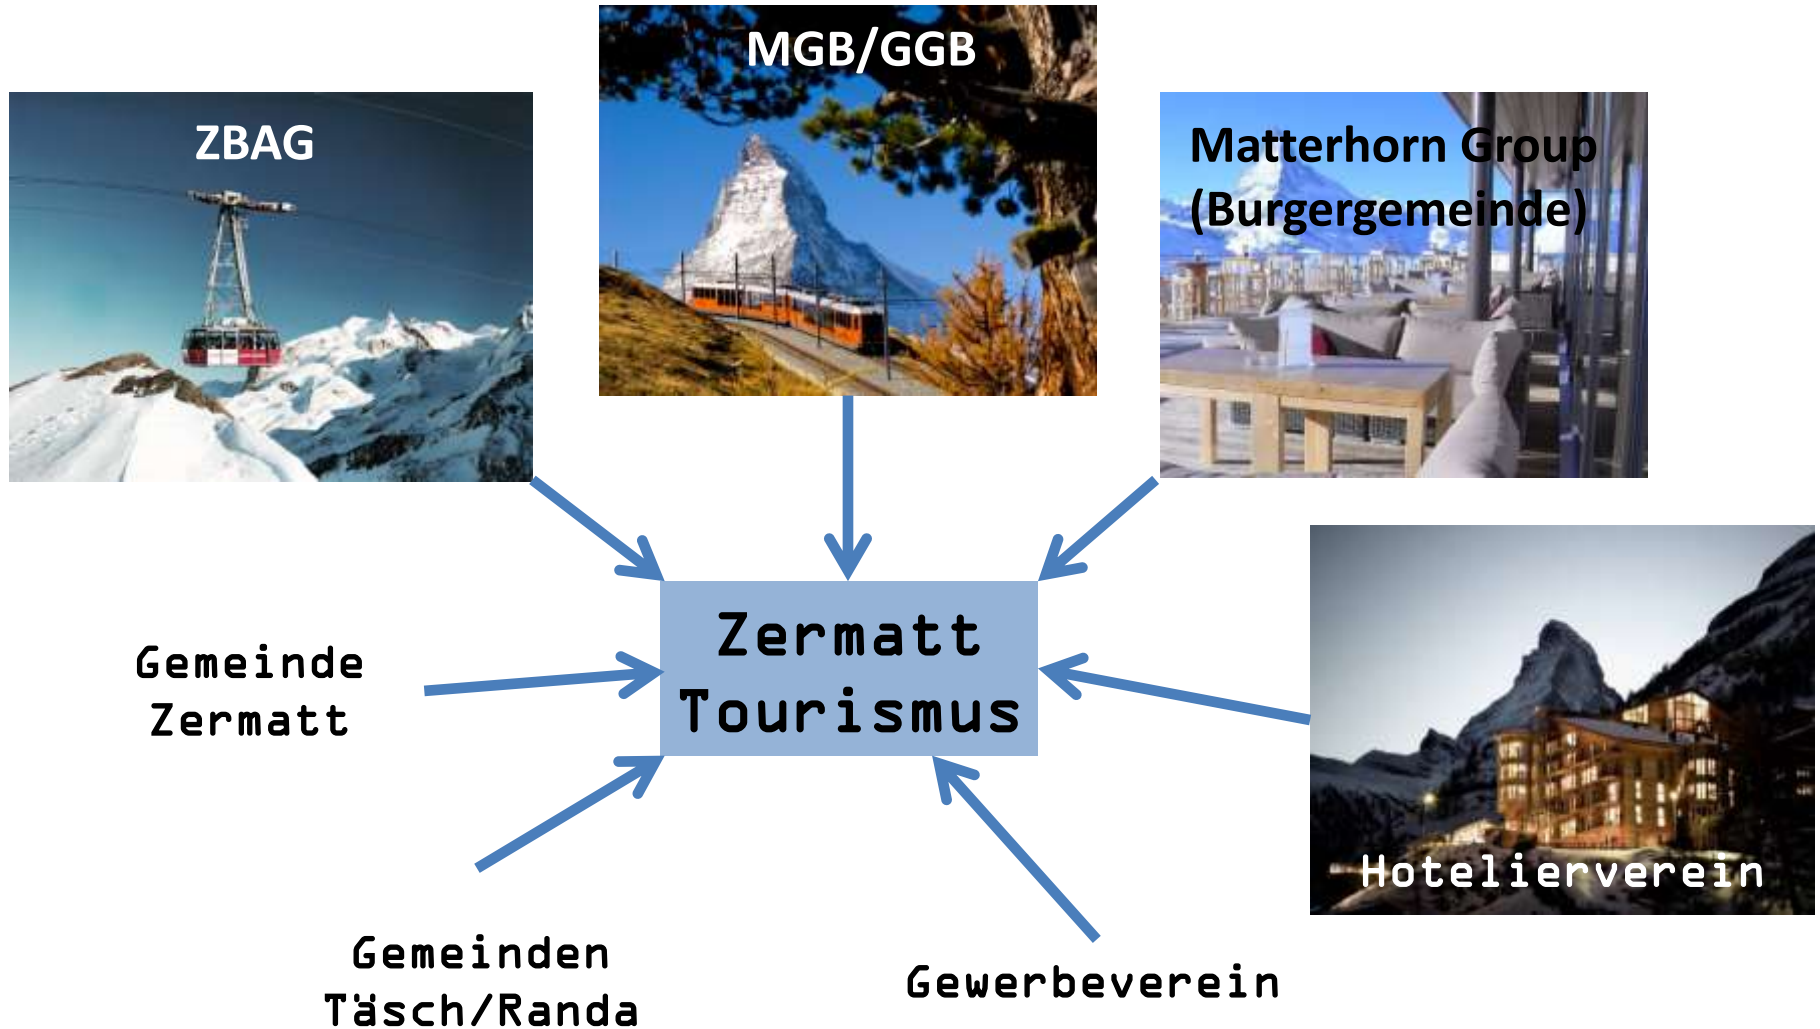 MGB/GGB
ZBAG
Matterhorn Group
(Burgergemeinde)
Zermatt
Tourismus
Gemeinde
Zermatt
Hotelierverein
Gemeinden
Täsch/Randa
Gewerbeverein